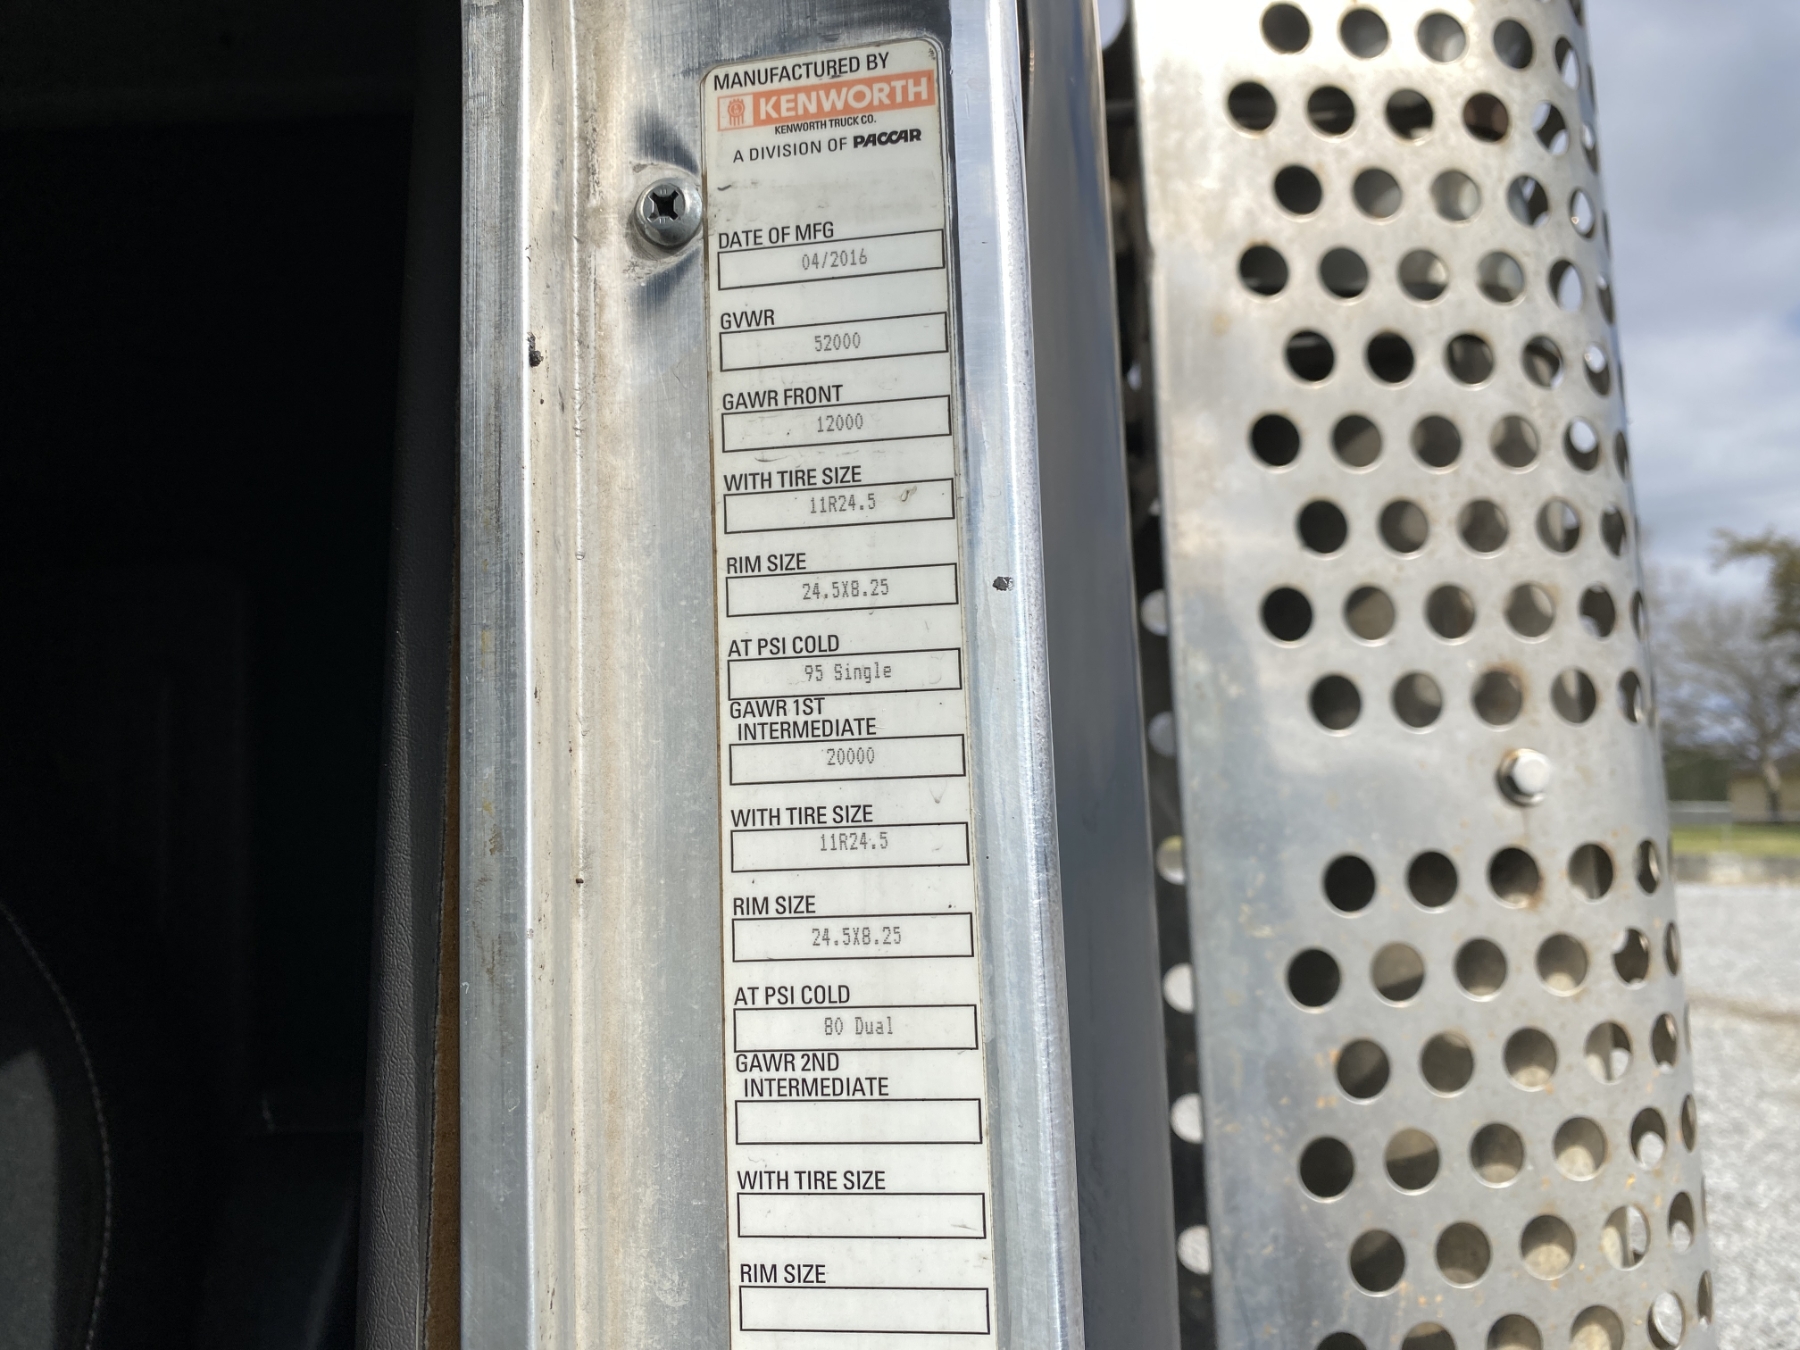 MANUFACTURED BY
KENWORTH
KENWORTH TRUCK CO.
A DIVISION OF PACCAR
DATE OF MFG
04/2016
GVWR
52000
GAWR FRONT
12000
WITH TIRE SIZE
11R24.5
RIM SIZE
24.5X8.25
AT PSI COLD
95 Single
GAWR 1ST
INTERMEDIATE
20000
WITH TIRE SIZE
11R24.5
RIM SIZE
24.5X8.25
AT PSI COLD
80 Dual
GAWR 2ND
INTERMEDIATE
WITH TIRE SIZE
RIM SIZE